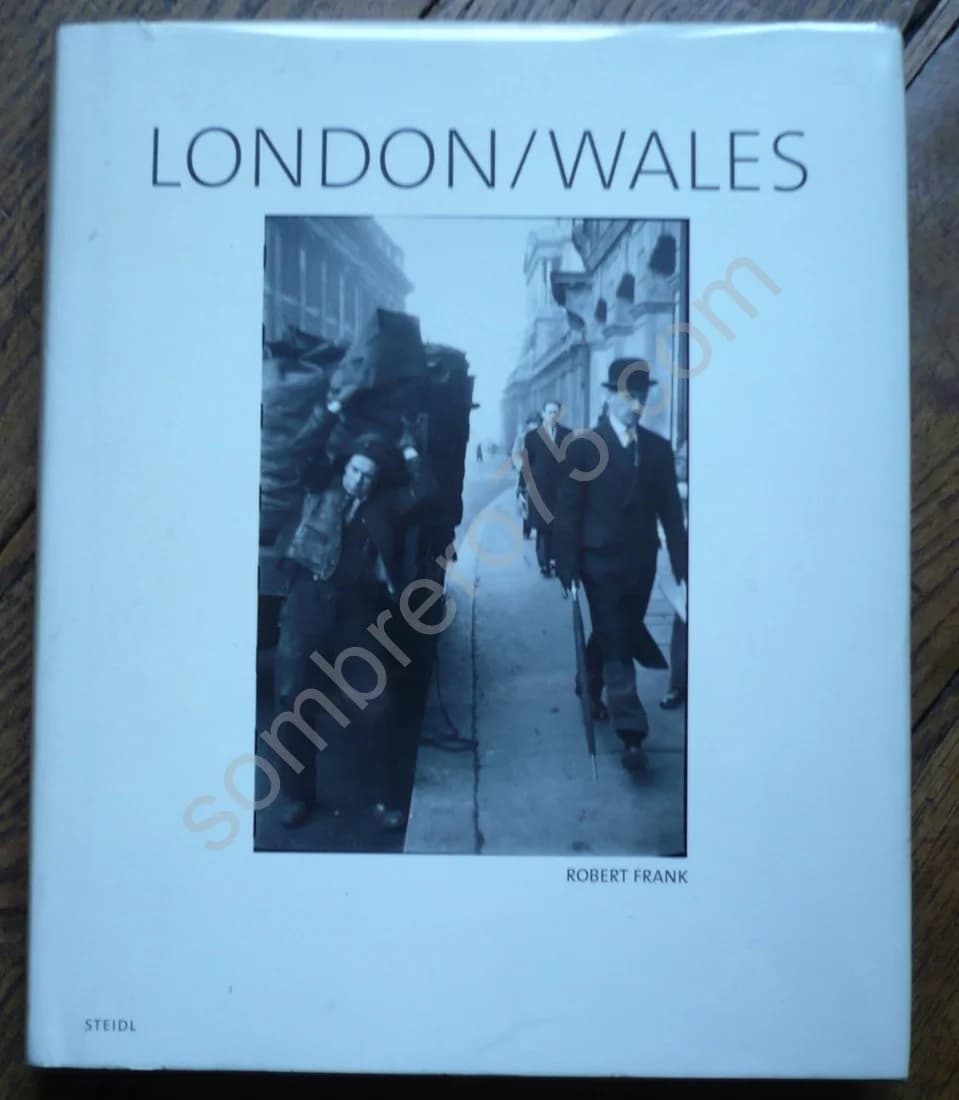 LONDON/WALES
sombrero75.com
ROBERT FRANK
STEIDL